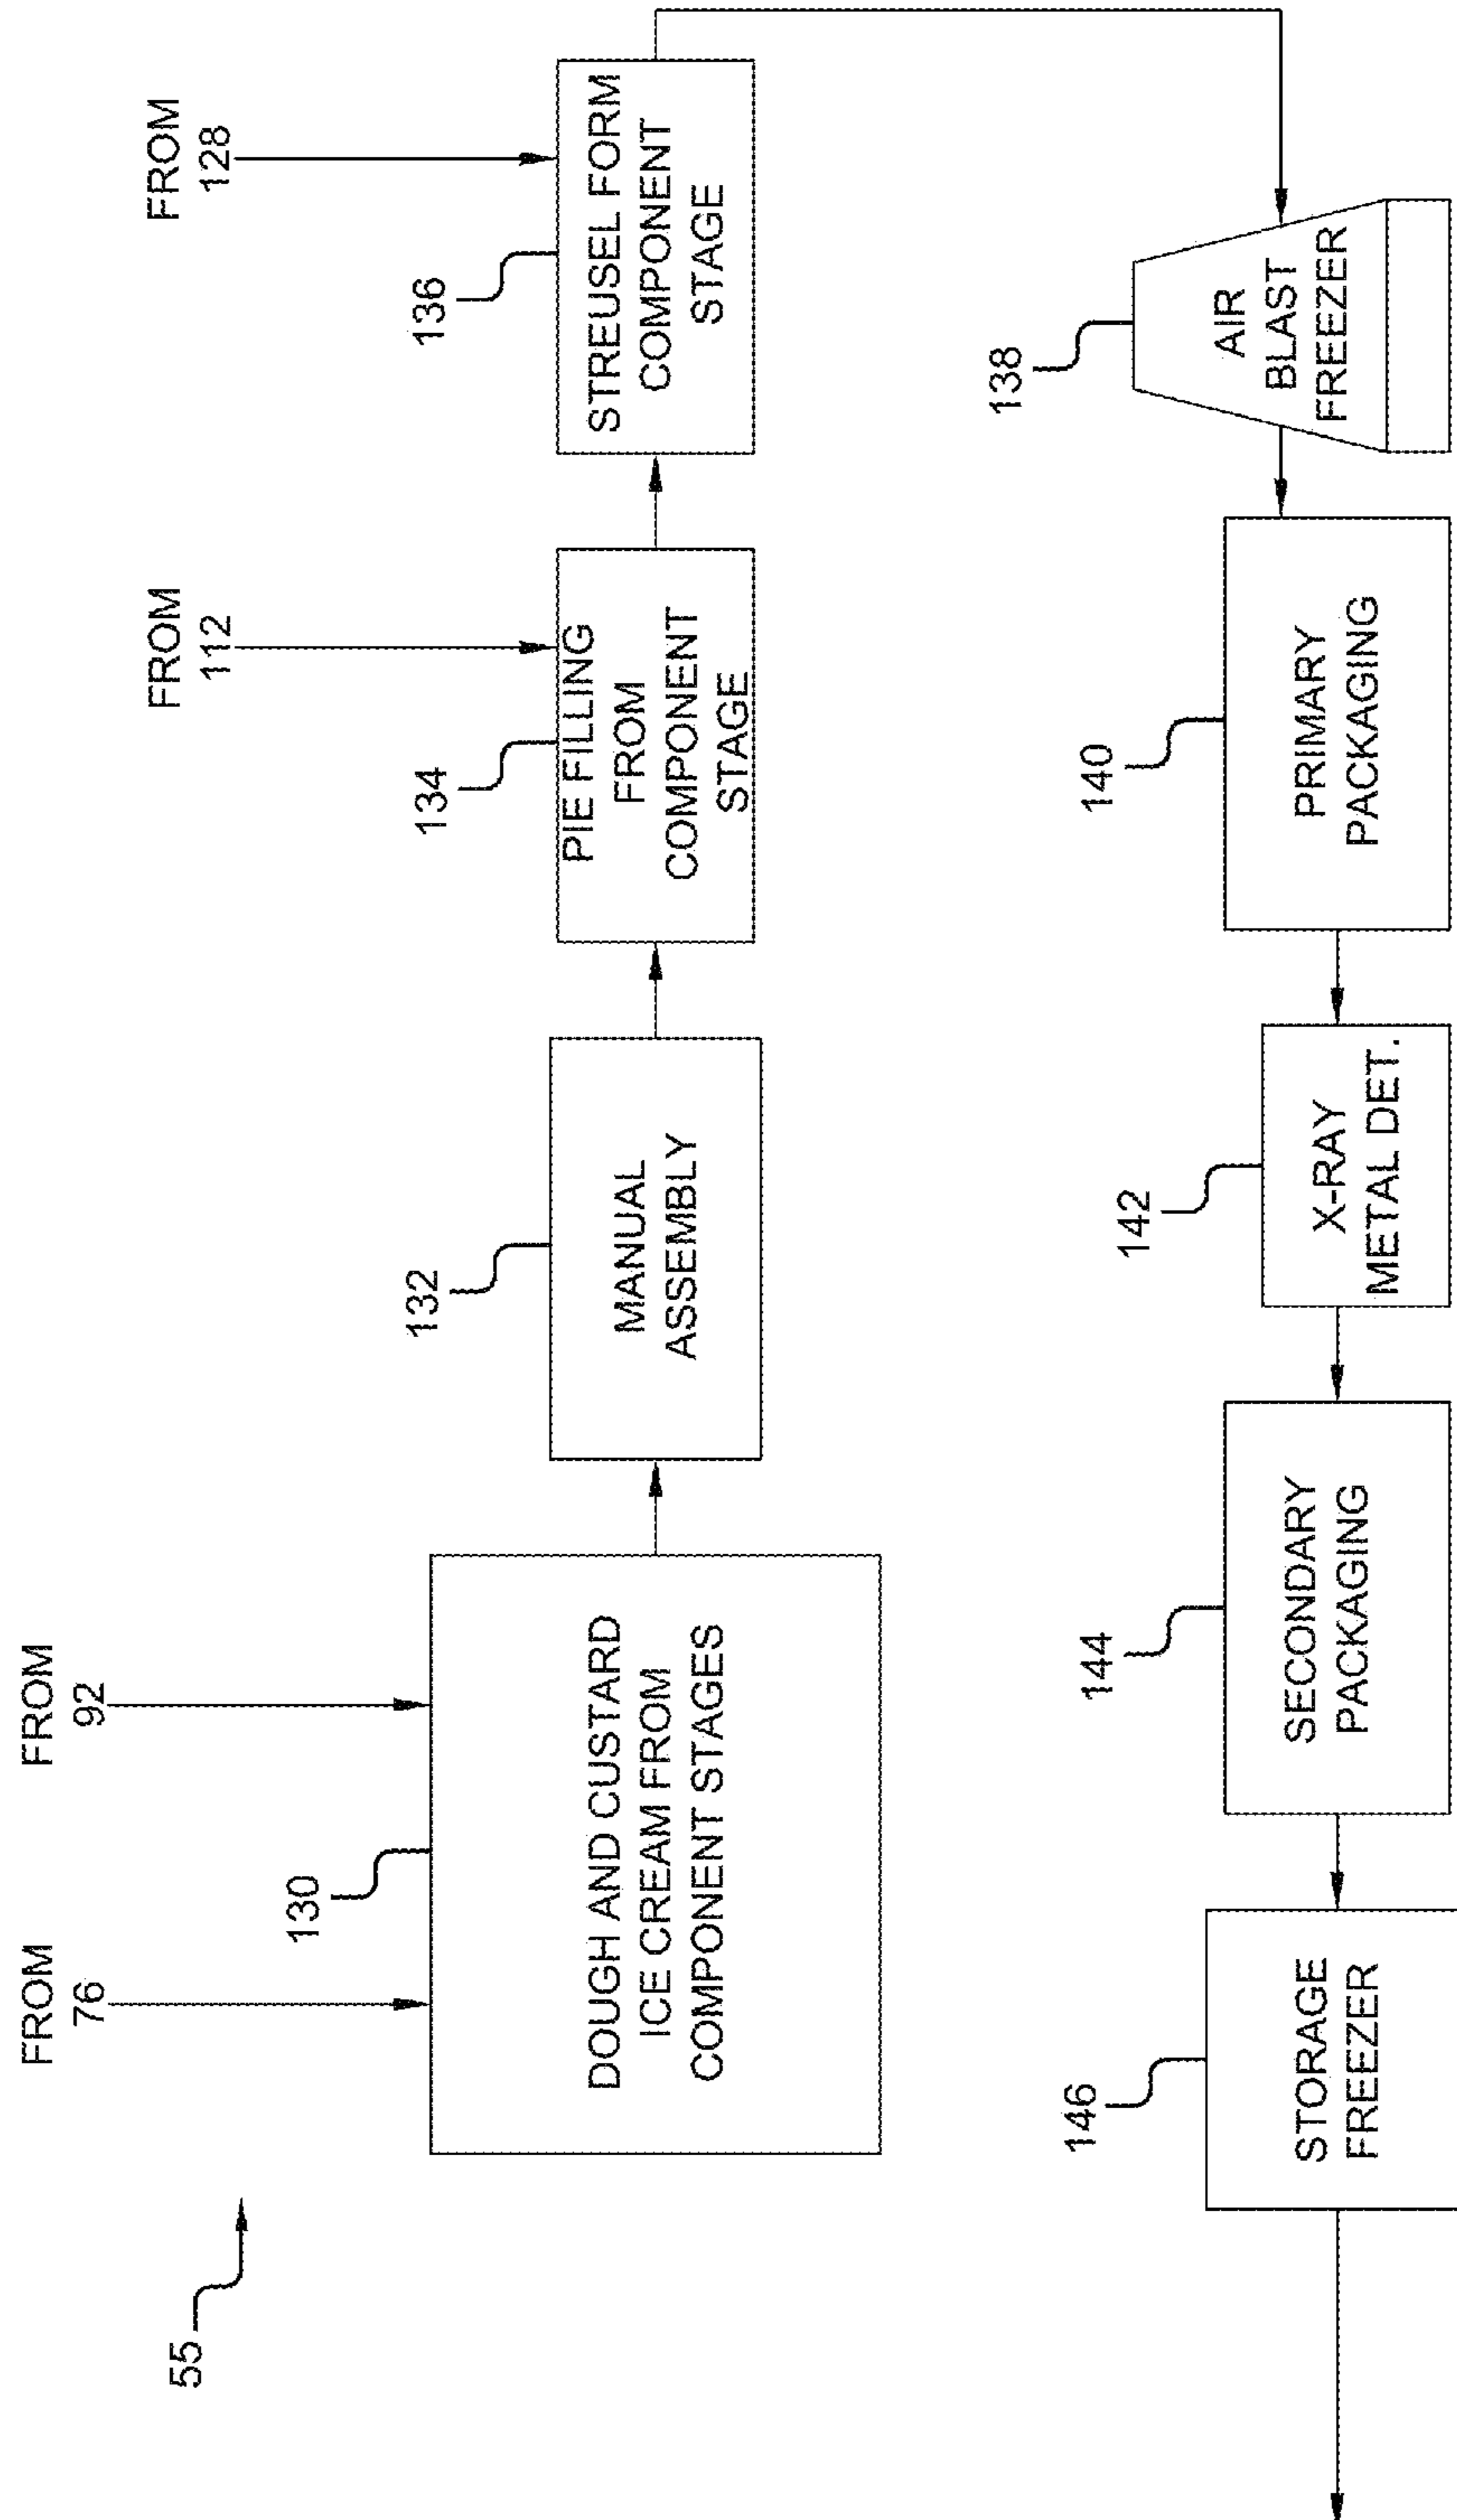 55
FROM
76
FROM
92
130
DOUGH AND CUSTARD
ICE CREAM FROM
COMPONENT STAGES
132
MANUAL
ASSEMBLY
FROM
112
134
PIE FILLING
FROM
COMPONENT
STAGE
FROM
128
136
STREUSEL FORM
COMPONENT
STAGE
138
AIR
BLAST
FREEZER
140
PRIMARY
PACKAGING
142
X-RAY
METAL DET.
144
SECONDARY
PACKAGING
146
STORAGE
FREEZER